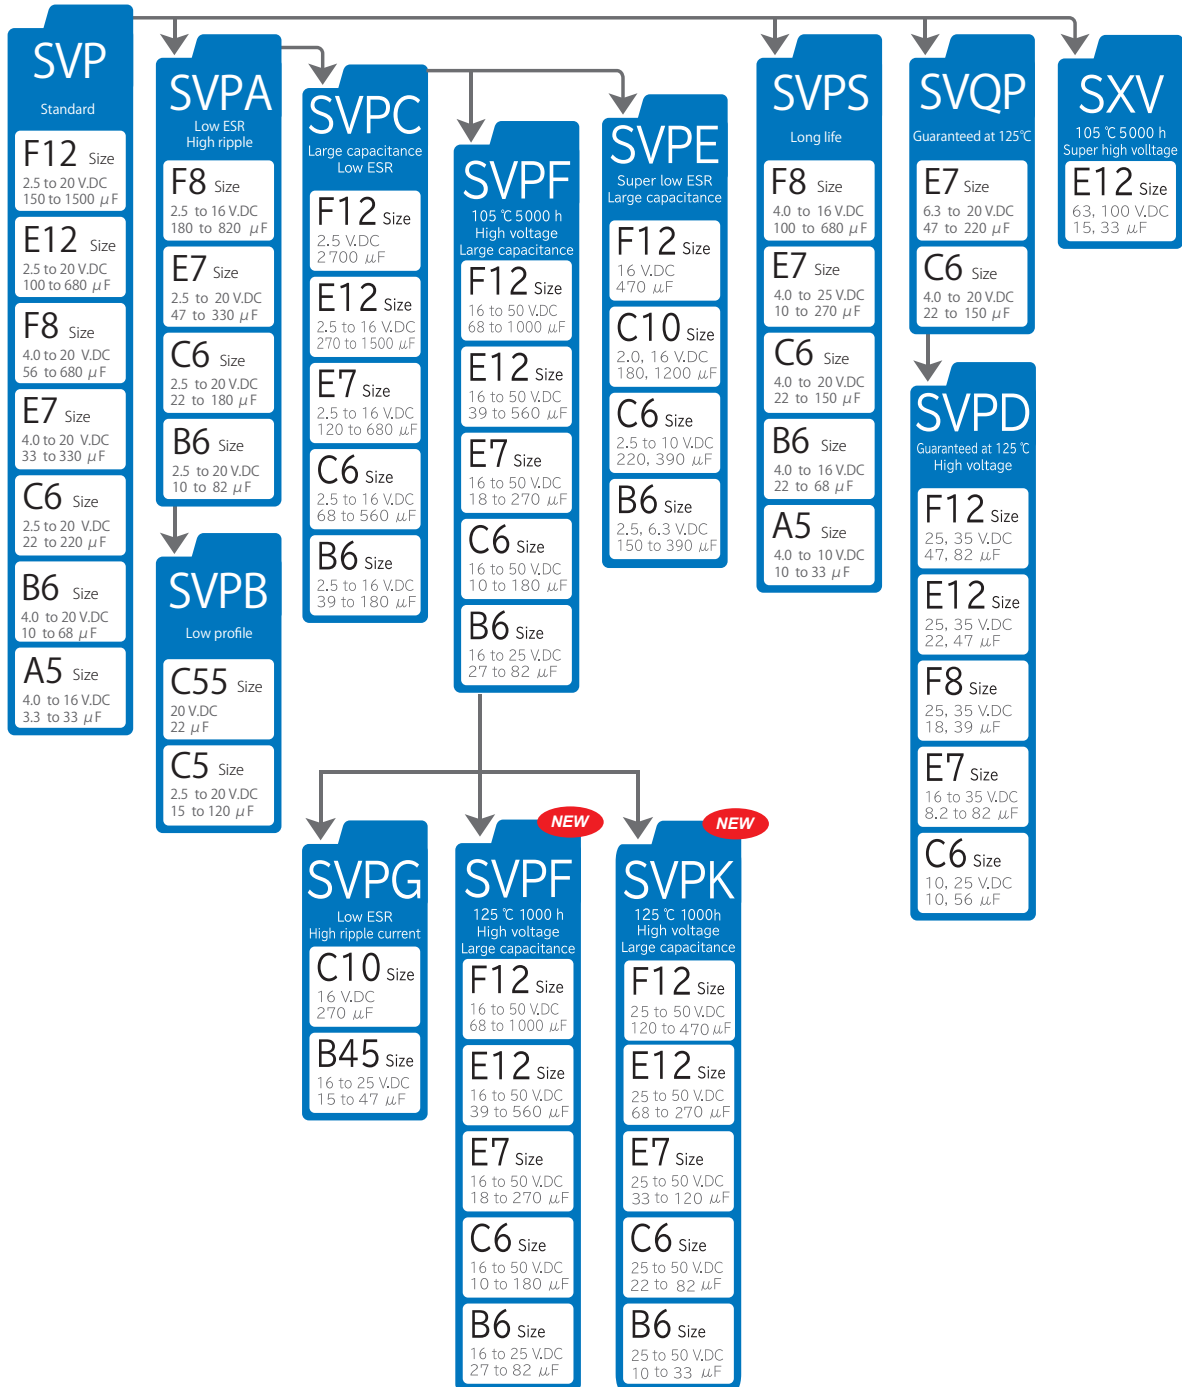 SVP
Standard
F12 Size
2.5 to 20 V.DC
150 to 1500 μF
E12 Size
2.5 to 20 V.DC
100 to 680 μF
F8 Size
4.0 to 20 V.DC
56 to 680 μF
E7 Size
4.0 to 20 V.DC
33 to 330 μF
C6 Size
2.5 to 20 V.DC
22 to 220 μF
B6 Size
4.0 to 20 V.DC
10 to 68 μF
A5 Size
4.0 to 16 V.DC
3.3 to 33 μF
SVPA
Low ESR
High ripple
F8 Size
2.5 to 16 V.DC
180 to 820 μF
E7 Size
2.5 to 20 V.DC
47 to 330 μF
C6 Size
2.5 to 20 V.DC
22 to 180 μF
B6 Size
2.5 to 20 V.DC
10 to 82 μF
SVPB
Low profile
C55 Size
20 V.DC
22 μF
C5 Size
2.5 to 20 V.DC
15 to 120 μF
SVPC
Large capacitance
Low ESR
F12 Size
2.5 V.DC
2700 μF
E12 Size
2.5 to 16 V.DC
270 to 1500 μF
E7 Size
2.5 to 16 V.DC
120 to 680 μF
C6 Size
2.5 to 16 V.DC
68 to 560 μF
B6 Size
2.5 to 16 V.DC
39 to 180 μF
SVPF
105 ℃ 5000 h
High voltage
Large capacitance
F12 Size
16 to 50 V.DC
68 to 1000 μF
E12 Size
16 to 50 V.DC
39 to 560 μF
E7 Size
16 to 50 V.DC
18 to 270 μF
C6 Size
16 to 50 V.DC
10 to 180 μF
B6 Size
16 to 25 V.DC
27 to 82 μF
SVPE
Super low ESR
Large capacitance
F12 Size
16 V.DC
470 μF
C10 Size
2.0, 16 V.DC
180, 1200 μF
C6 Size
2.5 to 10 V.DC
220, 390 μF
B6 Size
2.5, 6.3 V.DC
150 to 390 μF
SVPS
Long life
F8 Size
4.0 to 16 V.DC
100 to 680 μF
E7 Size
4.0 to 25 V.DC
10 to 270 μF
C6 Size
4.0 to 20 V.DC
22 to 150 μF
B6 Size
4.0 to 16 V.DC
22 to 68 μF
A5 Size
4.0 to 10 V.DC
10 to 33 μF
SVQP
Guaranteed at 125℃
E7 Size
6.3 to 20 V.DC
47 to 220 μF
C6 Size
4.0 to 20 V.DC
22 to 150 μF
SVPD
Guaranteed at 125 ℃
High voltage
F12 Size
25, 35 V.DC
47, 82 μF
E12 Size
25, 35 V.DC
22, 47 μF
F8 Size
25, 35 V.DC
18, 39 μF
E7 Size
16 to 35 V.DC
8.2 to 82 μF
C6 Size
10, 25 V.DC
10, 56 μF
SXV
105 ℃ 5000 h
Super high volltage
E12 Size
63, 100 V.DC
15, 33 μF
SVPG
Low ESR
High ripple current
C10 Size
16 V.DC
270 μF
B45 Size
16 to 25 V.DC
15 to 47 μF
NEW
SVPF
125 ℃ 1000 h
High voltage
Large capacitance
F12 Size
16 to 50 V.DC
68 to 1000 μF
E12 Size
16 to 50 V.DC
39 to 560 μF
E7 Size
16 to 50 V.DC
18 to 270 μF
C6 Size
16 to 50 V.DC
10 to 180 μF
B6 Size
16 to 25 V.DC
27 to 82 μF
NEW
SVPK
125 ℃ 1000h
High voltage
Large capacitance
F12 Size
25 to 50 V.DC
120 to 470 μF
E12 Size
25 to 50 V.DC
68 to 270 μF
E7 Size
25 to 50 V.DC
33 to 120 μF
C6 Size
25 to 50 V.DC
22 to 82 μF
B6 Size
25 to 50 V.DC
10 to 33 μF